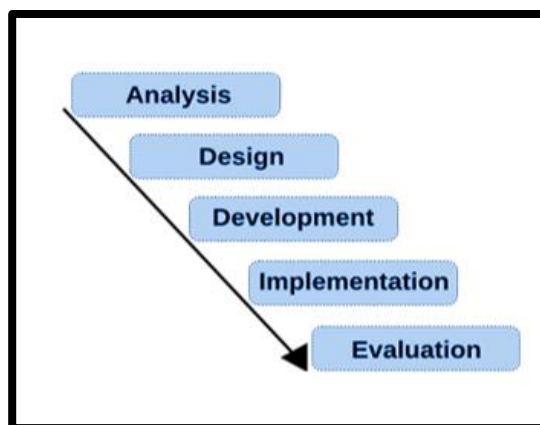 Analysis
Design
Development
Implementation
Evaluation